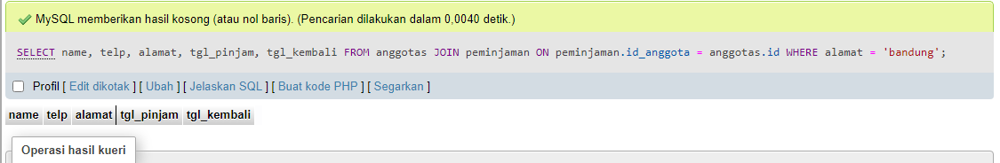 MySQL memberikan hasil kosong (atau nol baris). (Pencarian dilakukan dalam 0,0040 detik.)
SELECT name, telp, alamat, tgl_pinjam, tgl_kembali FROM anggotas JOIN peminjaman ON peminjaman.id_anggota = anggotas.id WHERE alamat = 'bandung';
Profil [ Edit dikotak ] [ Ubah ] [ Jelaskan SQL ] [ Buat kode PHP ] [ Segarkan ]
name telp alamat tgl_pinjam tgl_kembali
Operasi hasil kueri